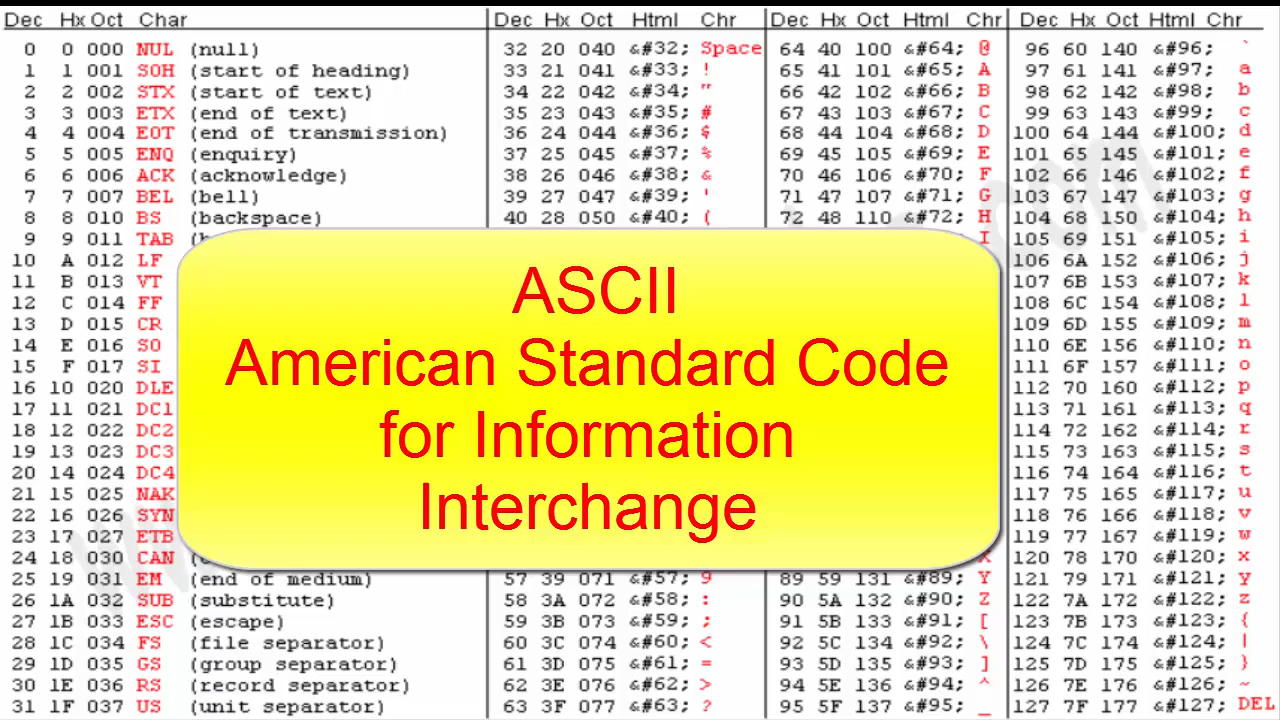 Dec Hx Oct Char Dec Hx Oct Html Chr Dec Hx Oct Html Chr Dec Hx Oct Html Chr
0 0 000 NUL (null) 32 20 040 &#32; Space 64 40 100 &#64; @ 96 60 140 &#96; `
1 1 001 SOH (start of heading) 33 21 041 &#33; ! 65 41 101 &#65; A 97 61 141 &#97; a
2 2 002 STX (start of text) 34 22 042 &#34; " 66 42 102 &#66; B 98 62 142 &#98; b
3 3 003 ETX (end of text) 35 23 043 &#35; # 67 43 103 &#67; C 99 63 143 &#99; c
4 4 004 EOT (end of transmission) 36 24 044 &#36; $ 68 44 104 &#68; D 100 64 144 &#100; d
5 5 005 ENQ (enquiry) 37 25 045 &#37; % 69 45 105 &#69; E 101 65 145 &#101; e
6 6 006 ACK (acknowledge) 38 26 046 &#38; & 70 46 106 &#70; F 102 66 146 &#102; f
7 7 007 BEL (bell) 39 27 047 &#39; ' 71 47 107 &#71; G 103 67 147 &#103; g
8 8 010 BS (backspace) 40 28 050 &#40; ( 72 48 110 &#72; H 104 68 150 &#104; h
9 9 011 TAB I 105 69 151 &#105; i
10 A 012 LF 106 6A 152 &#106; j
11 B 013 VT 107 6B 153 &#107; k
12 C 014 FF 108 6C 154 &#108; l
13 D 015 CR 109 6D 155 &#109; m
14 E 016 SO 110 6E 156 &#110; n
15 F 017 SI 111 6F 157 &#111; o
16 10 020 DLE 112 70 160 &#112; p
17 11 021 DC1 113 71 161 &#113; q
18 12 022 DC2 114 72 162 &#114; r
19 13 023 DC3 115 73 163 &#115; s
20 14 024 DC4 116 74 164 &#116; t
21 15 025 NAK 117 75 165 &#117; u
22 16 026 SYN 118 76 166 &#118; v
23 17 027 ETB 119 77 167 &#119; w
24 18 030 CAN X 120 78 170 &#120; x
25 19 031 EM (end of medium) 57 39 071 &#57; 9 89 59 131 &#89; Y 121 79 171 &#121; y
26 1A 032 SUB (substitute) 58 3A 072 &#58; : 90 5A 132 &#90; Z 122 7A 172 &#122; z
27 1B 033 ESC (escape) 59 3B 073 &#59; ; 91 5B 133 &#91; [ 123 7B 173 &#123; {
28 1C 034 FS (file separator) 60 3C 074 &#60; < 92 5C 134 &#92; \ 124 7C 174 &#124; |
29 1D 035 GS (group separator) 61 3D 075 &#61; = 93 5D 135 &#93; ] 125 7D 175 &#125; }
30 1E 036 RS (record separator) 62 3E 076 &#62; > 94 5E 136 &#94; ^ 126 7E 176 &#126; ~
31 1F 037 US (unit separator) 63 3F 077 &#63; ? 95 5F 137 &#95; _ 127 7F 177 &#127; DEL
ASCII
American Standard Code
for Information
Interchange